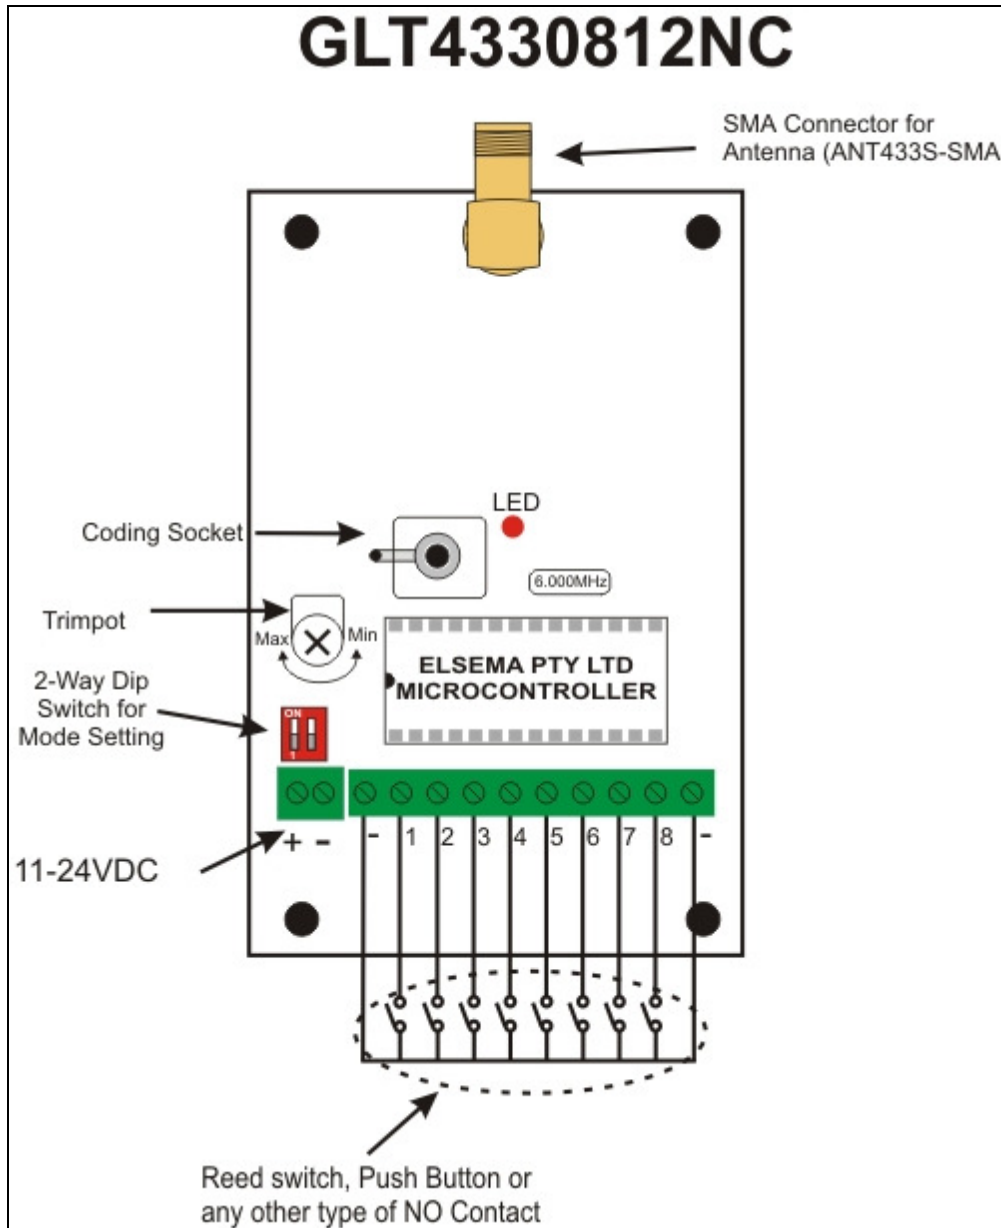 GLT4330812NC
SMA Connector for
Antenna (ANT433S-SMA
LED
Coding Socket
6.000MHz
Trimpot
Max
Min
ELSEMA PTY LTD
MICROCONTROLLER
2-Way Dip
Switch for
Mode Setting
ON
1
+ -
- 1 2 3 4 5 6 7 8 -
11-24VDC
Reed switch, Push Button or
any other type of NO Contact